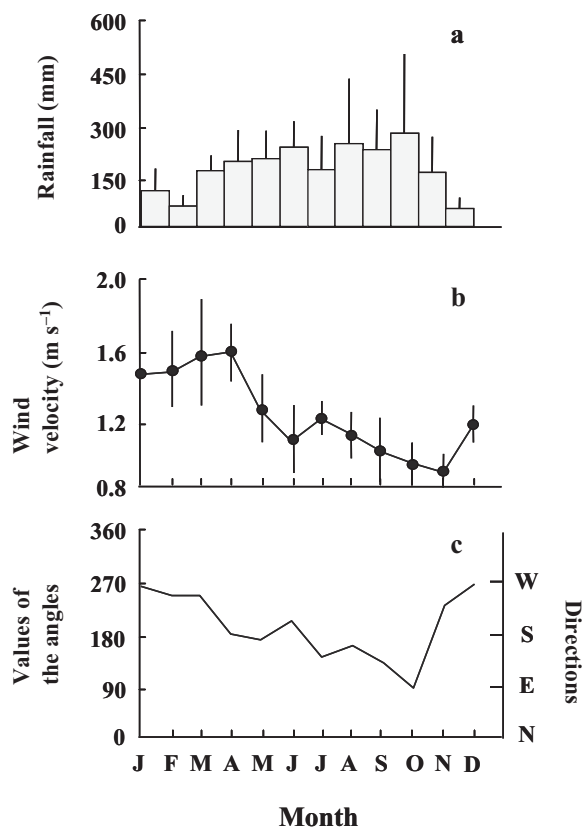 600
450
300
150
0
Rainfall (mm)
a
2.0
1.6
1.2
0.8
Wind
velocity (m s⁻¹)
b
360
270
180
90
0
Values of
the angles
c
W
S
E
N
Directions
J F M A M J J A S O N D
Month